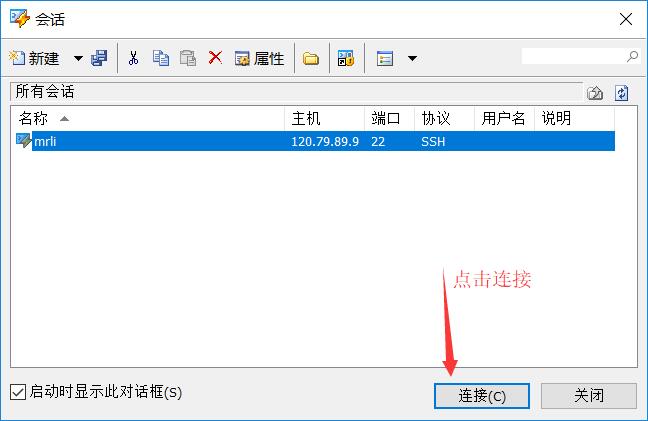 会话
新建 属性
所有会话
名称 主机 端口 协议 用户名 说明
mrli 120.79.89.9 22 SSH
点击连接
启动时显示此对话框(S) 连接(C) 关闭